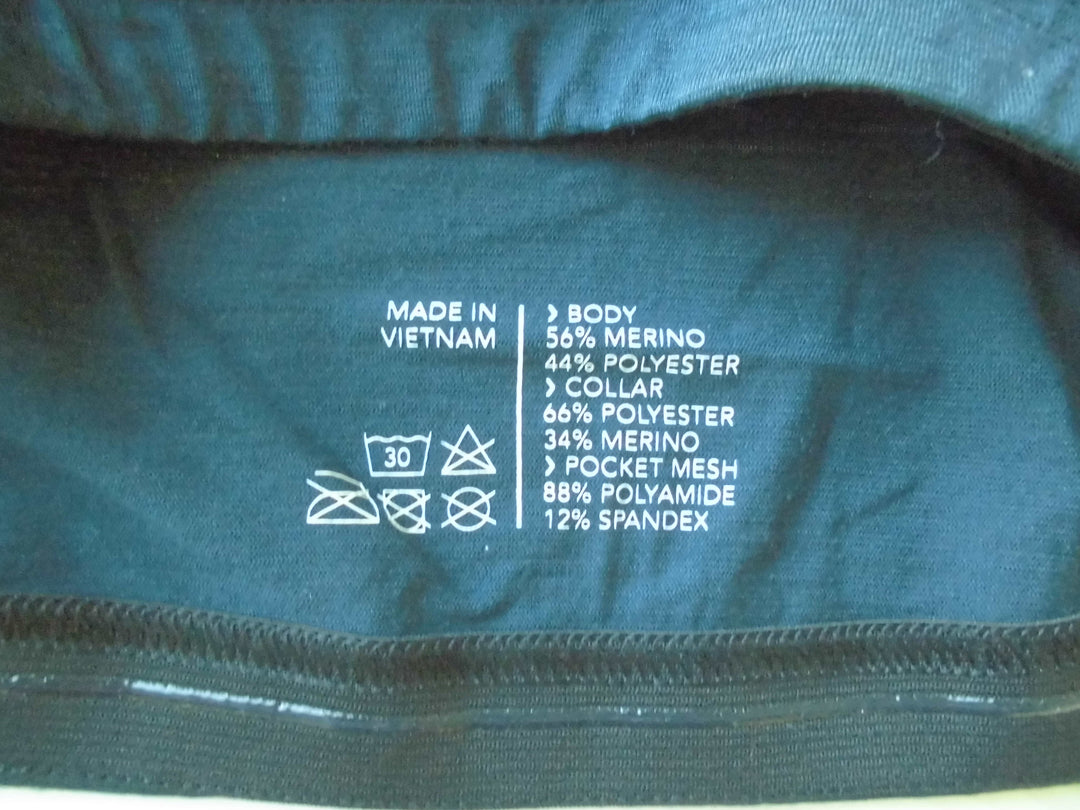 MADE IN
VIETNAM
30
❯ BODY
56% MERINO
44% POLYESTER
❯ COLLAR
66% POLYESTER
34% MERINO
❯ POCKET MESH
88% POLYAMIDE
12% SPANDEX